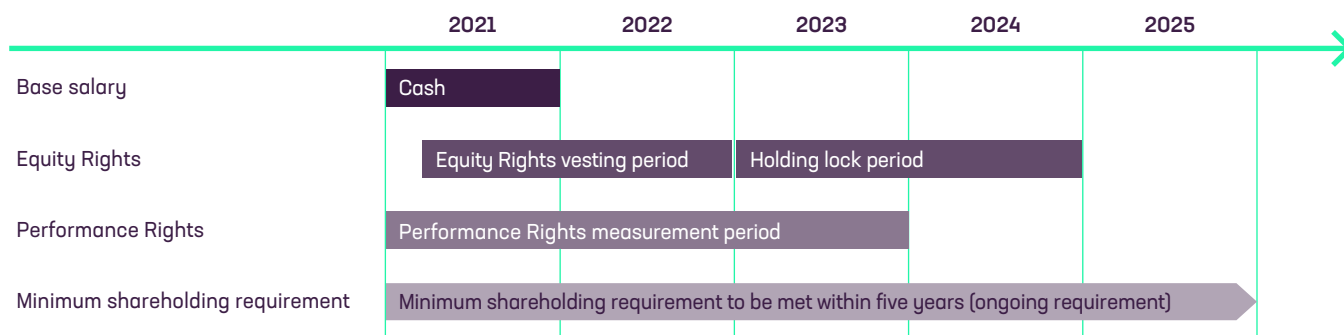 2021 2022 2023 2024 2025
Base salary Cash
Equity Rights Equity Rights vesting period Holding lock period
Performance Rights Performance Rights measurement period
Minimum shareholding requirement Minimum shareholding requirement to be met within five years (ongoing requirement)